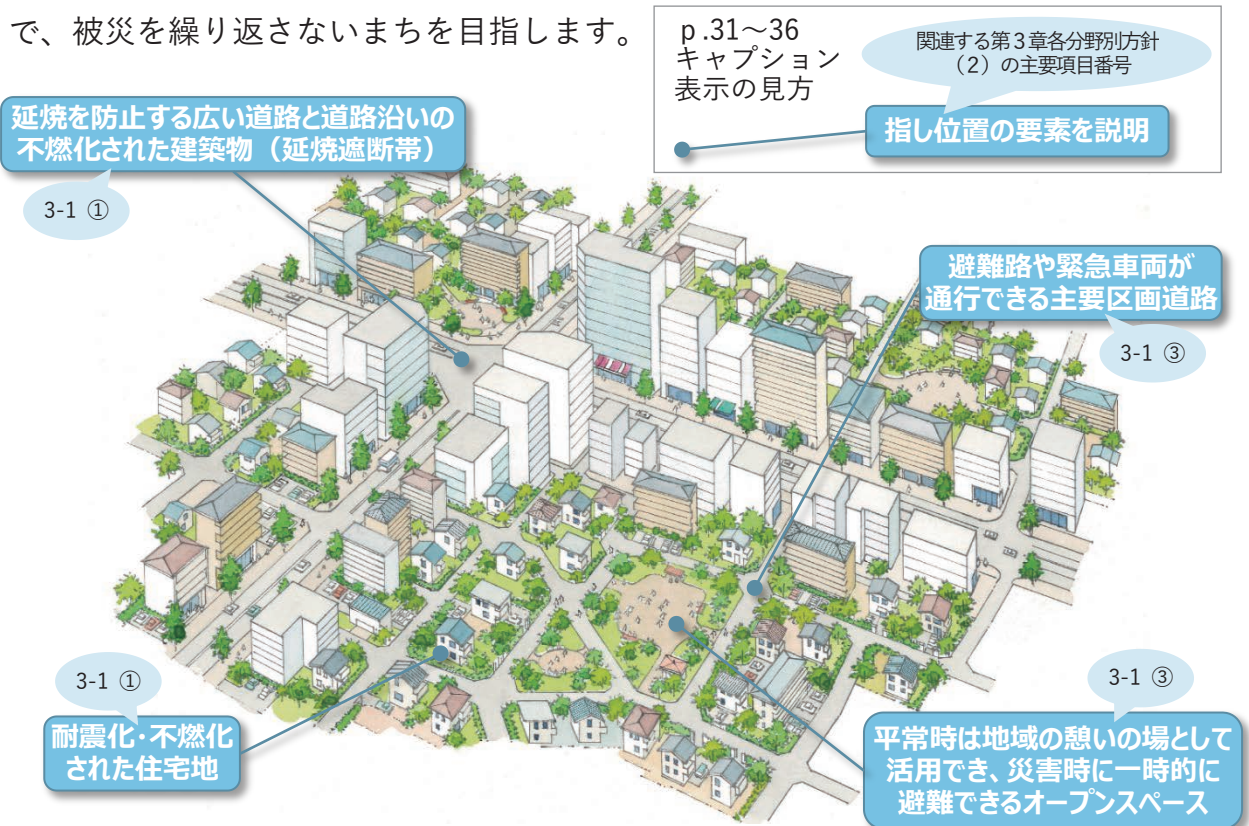 で、被災を繰り返さないまちを目指します。
p.31～36
キャプション
表示の見方
関連する第３章各分野別方針
（２）の主要項目番号
指し位置の要素を説明
延焼を防止する広い道路と道路沿いの
不燃化された建築物（延焼遮断帯）
3-1 ①
避難路や緊急車両が
通行できる主要区画道路
3-1 ③
3-1 ①
耐震化・不燃化
された住宅地
3-1 ③
平常時は地域の憩いの場として
活用でき、災害時に一時的に
避難できるオープンスペース